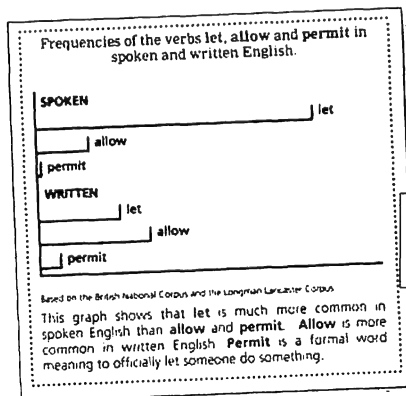 Frequencies of the verbs let, allow and permit in
spoken and written English.
SPOKEN
let
allow
permit
WRITTEN
let
allow
permit
Based on the British National Corpus and the Longman Lancaster Corpus
This graph shows that let is much more common in
spoken English than allow and permit. Allow is more
common in written English. Permit is a formal word
meaning to officially let someone do something.